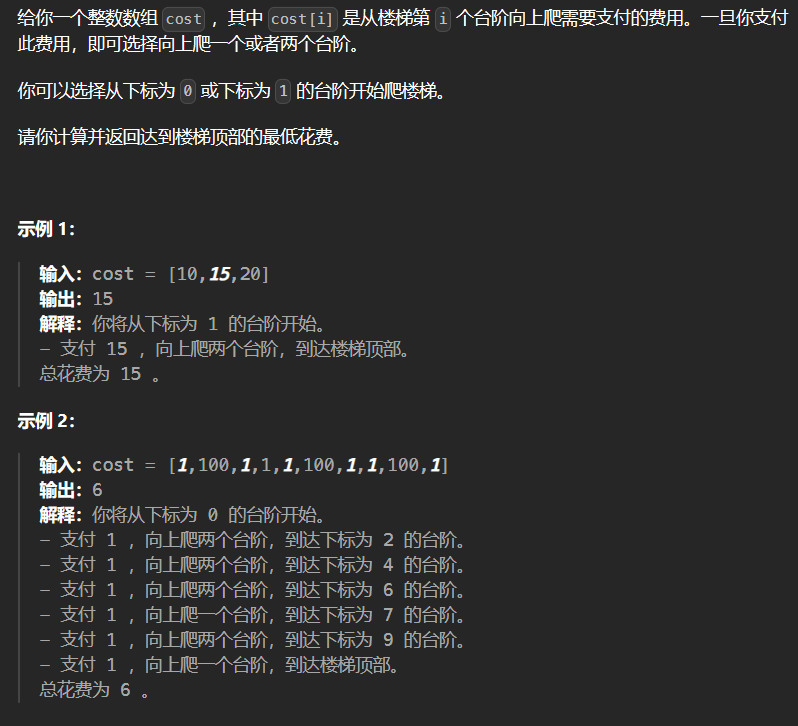 给你一个整数数组 cost ，其中 cost[i] 是从楼梯第 i 个台阶向上爬需要支付的费用。一旦你支付
此费用，即可选择向上爬一个或者两个台阶。
你可以选择从下标为 0 或下标为 1 的台阶开始爬楼梯。
请你计算并返回达到楼梯顶部的最低花费。
示例 1：
输入：cost = [10,15,20]
输出：15
解释：你将从下标为 1 的台阶开始。
- 支付 15 ，向上爬两个台阶，到达楼梯顶部。
总花费为 15 。
示例 2：
输入：cost = [1,100,1,1,1,100,1,1,100,1]
输出：6
解释：你将从下标为 0 的台阶开始。
- 支付 1 ，向上爬两个台阶，到达下标为 2 的台阶。
- 支付 1 ，向上爬两个台阶，到达下标为 4 的台阶。
- 支付 1 ，向上爬两个台阶，到达下标为 6 的台阶。
- 支付 1 ，向上爬一个台阶，到达下标为 7 的台阶。
- 支付 1 ，向上爬两个台阶，到达下标为 9 的台阶。
- 支付 1 ，向上爬一个台阶，到达楼梯顶部。
总花费为 6 。